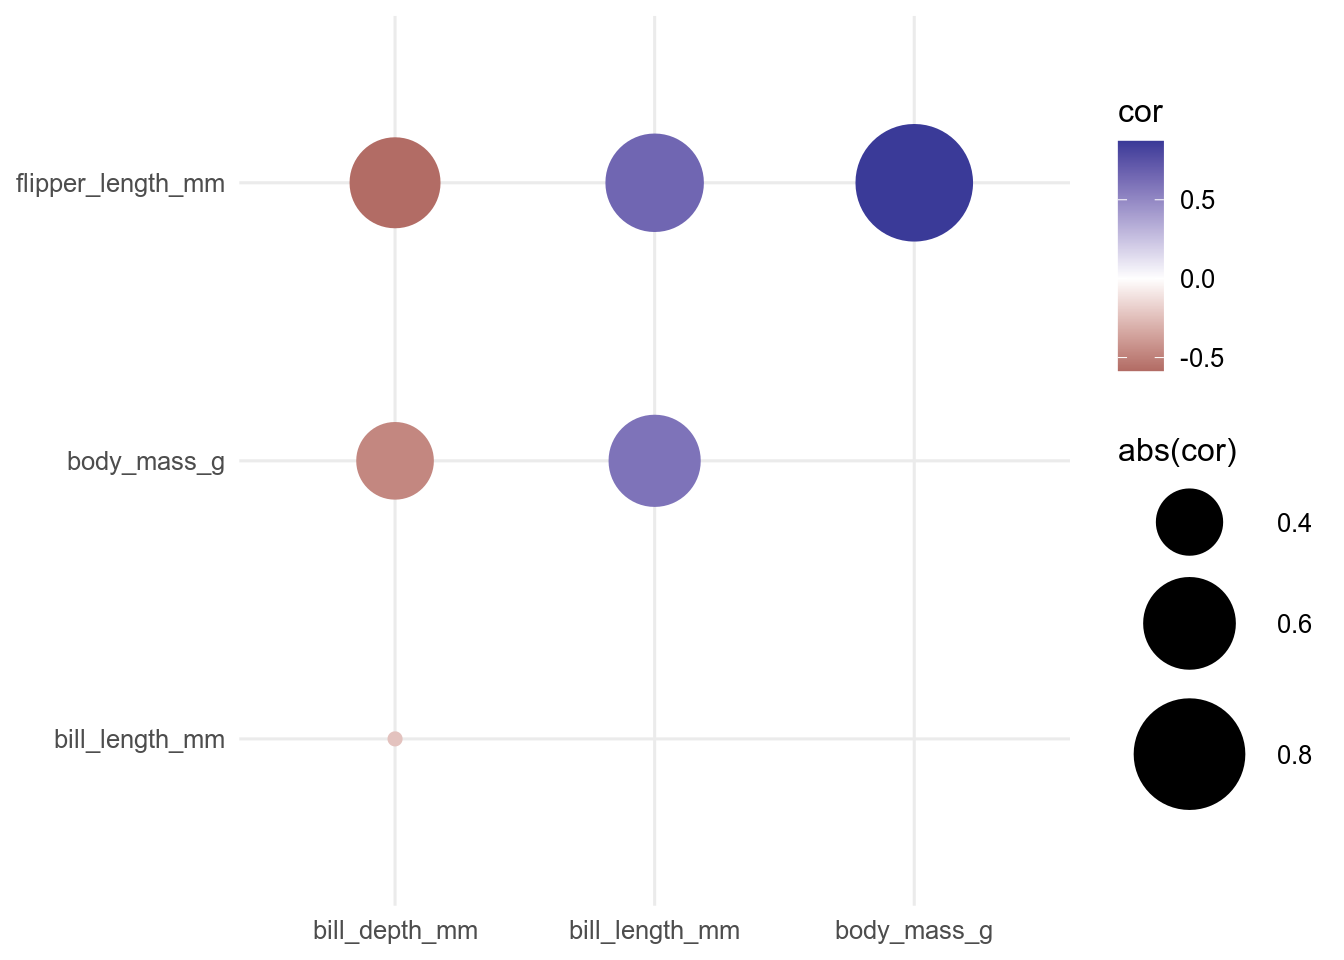 flipper_length_mm
body_mass_g
bill_length_mm
bill_depth_mm
bill_length_mm
body_mass_g
cor
0.5
0.0
-0.5
abs(cor)
0.4
0.6
0.8